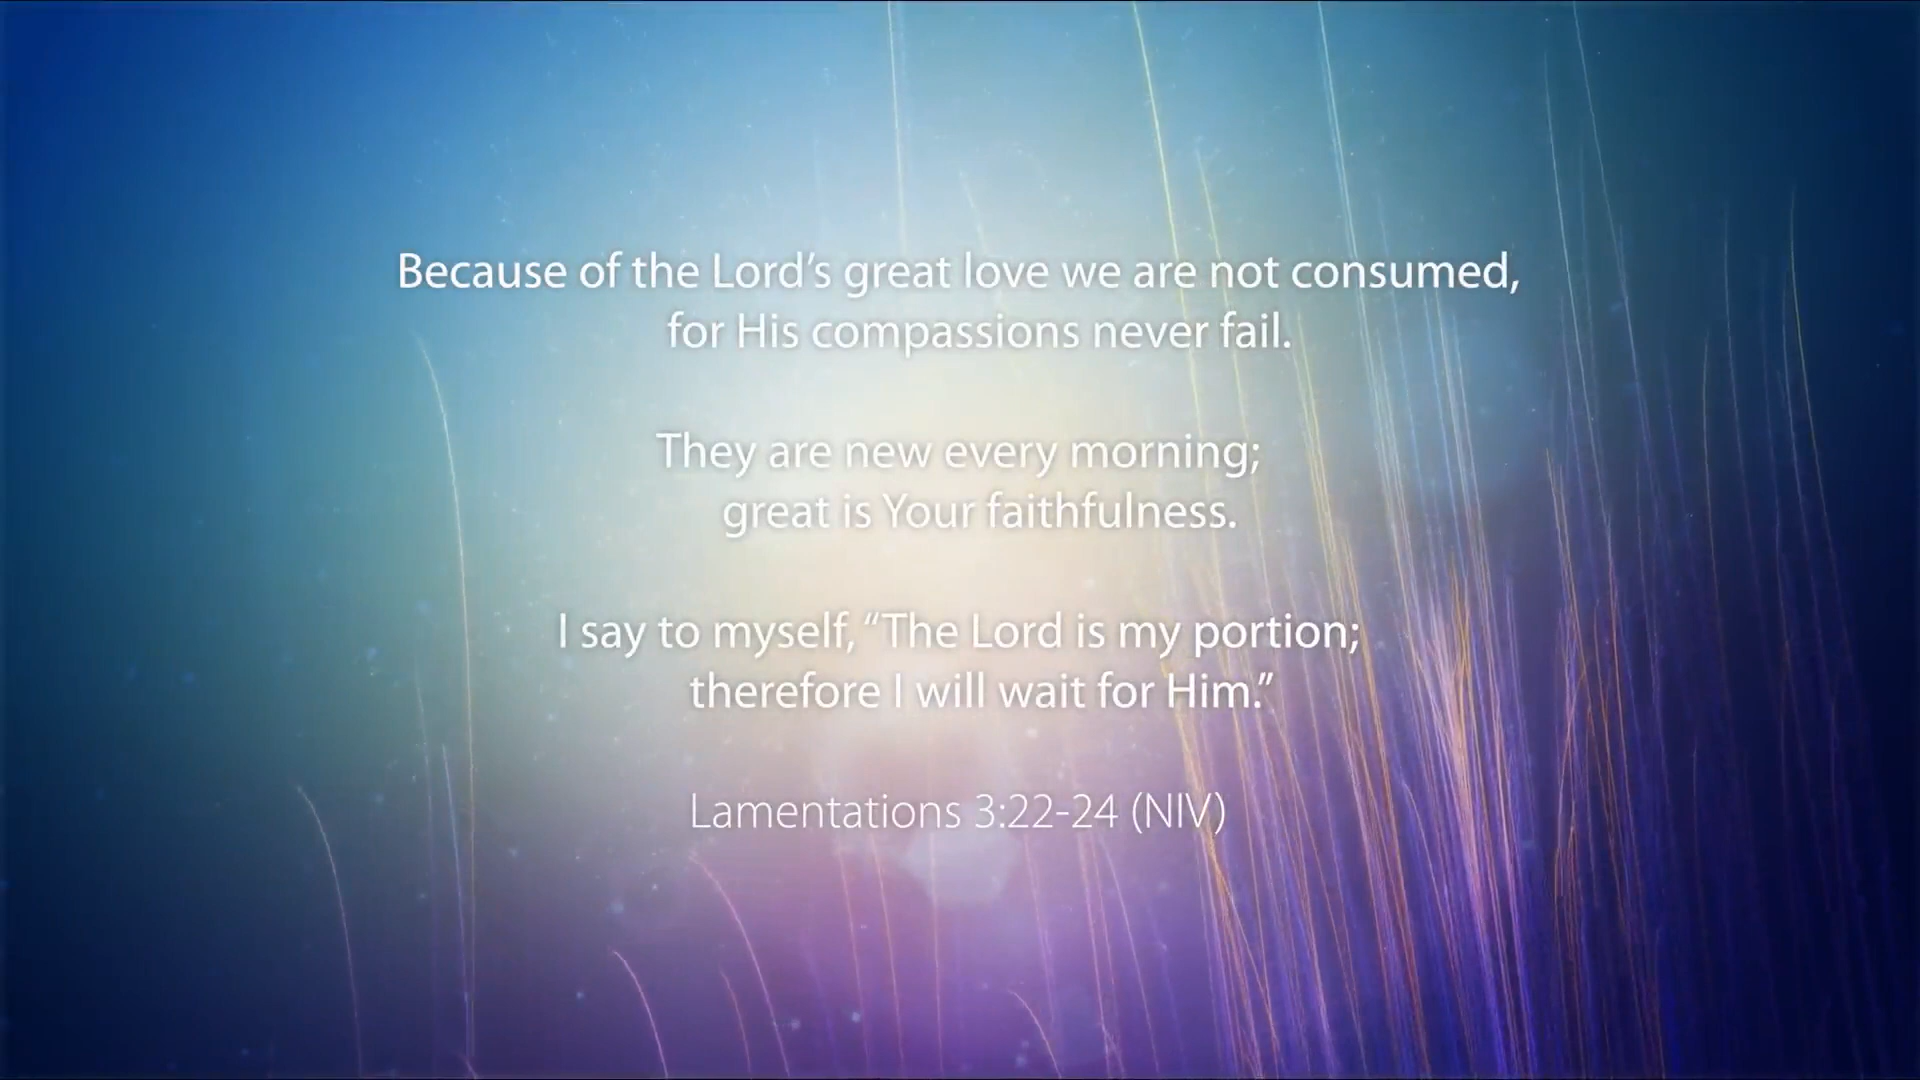 Because of the Lord’s great love we are not consumed,
for His compassions never fail.
They are new every morning;
great is Your faithfulness.
I say to myself, “The Lord is my portion;
therefore I will wait for Him.”
Lamentations 3:22-24 (NIV)